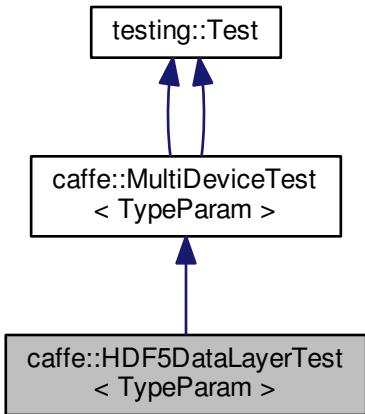 testing::Test
caffe::MultiDeviceTest
< TypeParam >
caffe::HDF5DataLayerTest
< TypeParam >